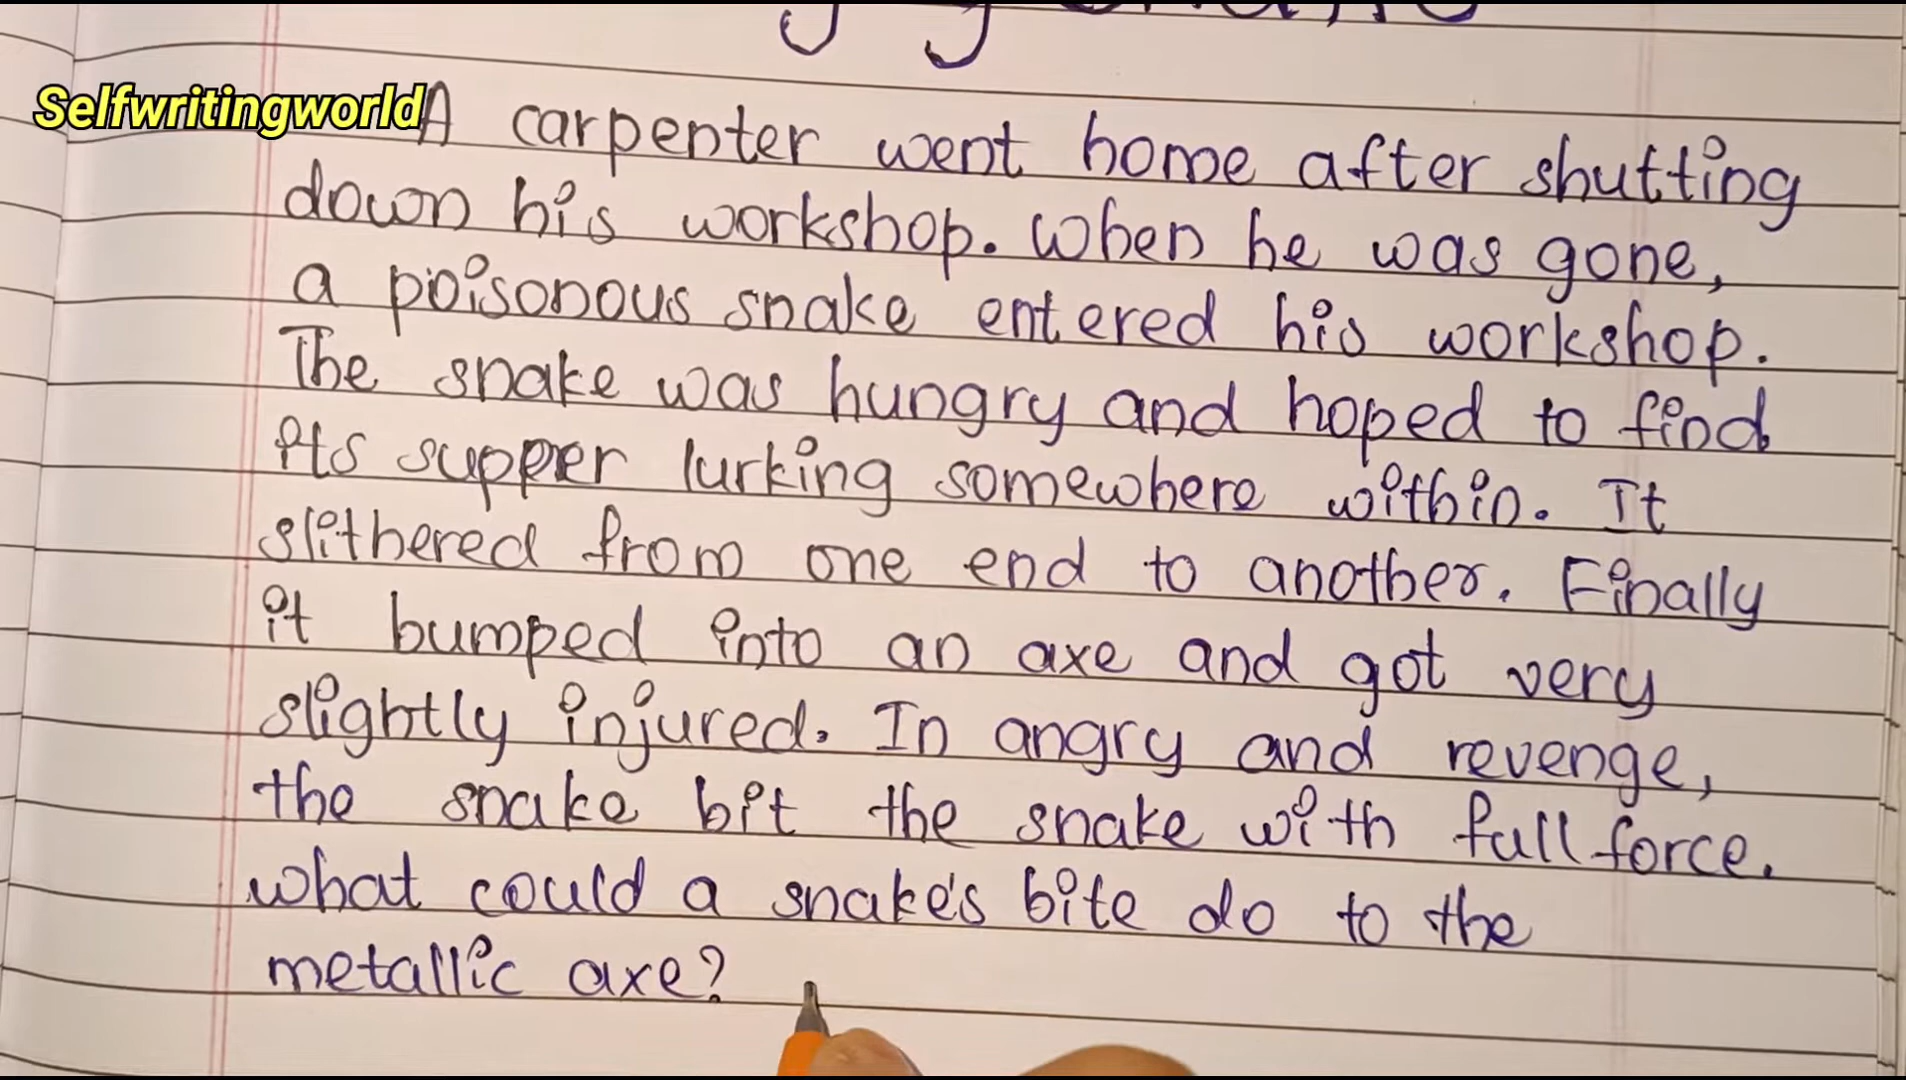 Selfwritingworld
A carpenter went home after shutting
down his workshop. When he was gone,
a poisonous snake entered his workshop.
The snake was hungry and hoped to find
its supper lurking somewhere within. It
slithered from one end to another. Finally
it bumped into an axe and got very
slightly injured. In angry and revenge,
the snake bit the snake with full force.
what could a snake's bite do to the
metallic axe?